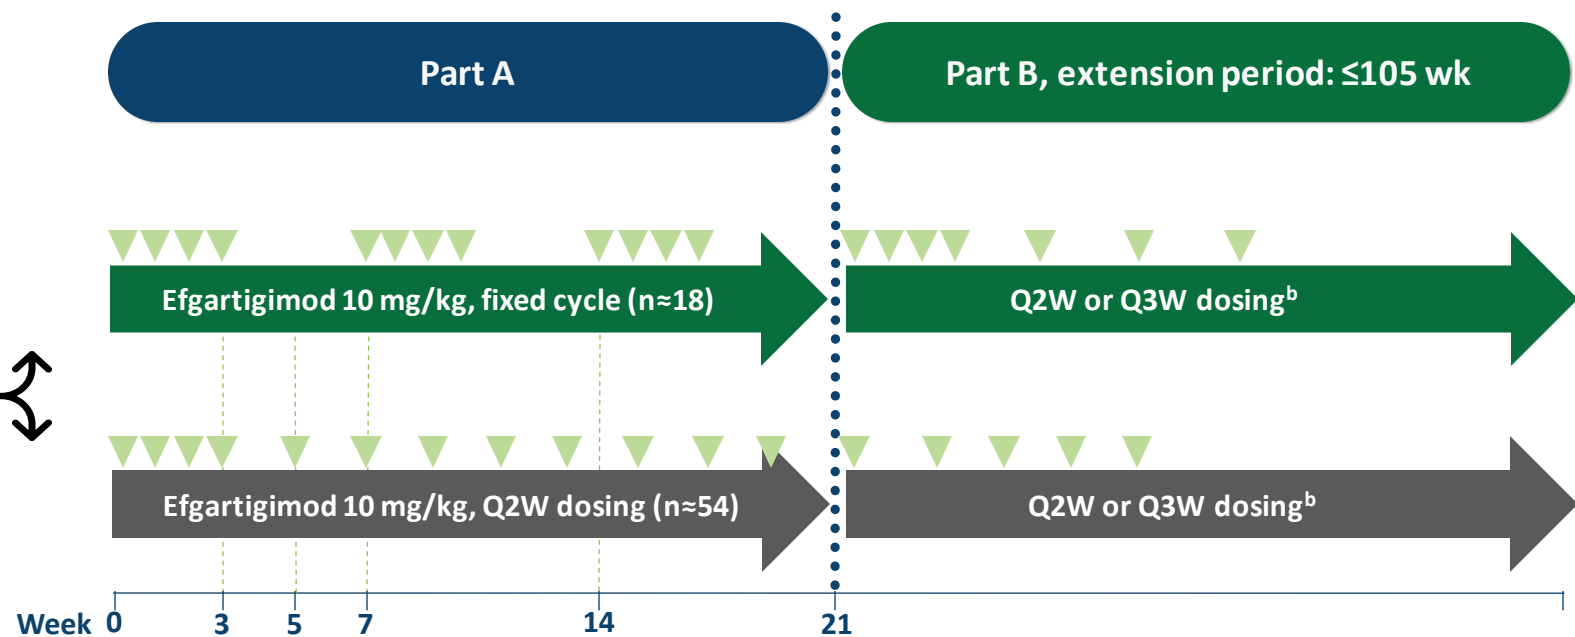 Part A
Part B, extension period: ≤105 wk
Efgartigimod 10 mg/kg, fixed cycle (n≈18)
Q2W or Q3W dosingᵇ
Efgartigimod 10 mg/kg, Q2W dosing (n≈54)
Q2W or Q3W dosingᵇ
Week 0 3 5 7 14 21